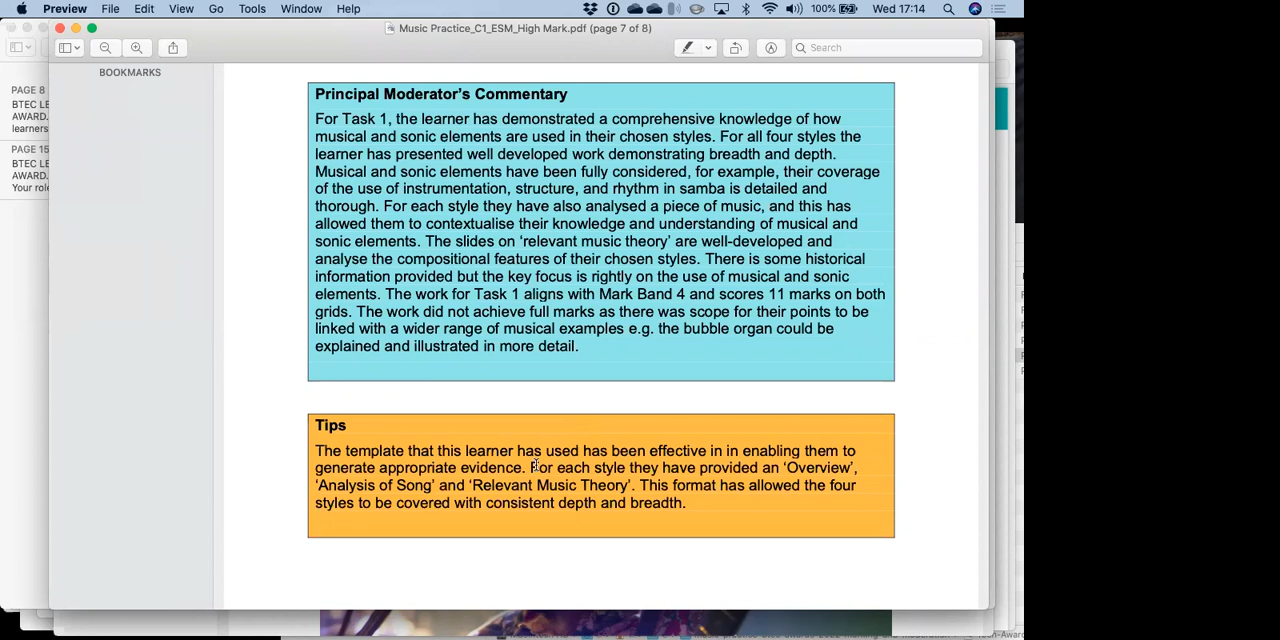 Preview File Edit View Go Tools Window Help 100% Wed 17:14
Music Practice_C1_ESM_High Mark.pdf (page 7 of 8)
Search
BOOKMARKS
PAGE 8
BTEC LE
AWARD.
learners
PAGE 15
BTEC LE
AWARD.
Your role
Principal Moderator's Commentary
For Task 1, the learner has demonstrated a comprehensive knowledge of how
musical and sonic elements are used in their chosen styles. For all four styles the
learner has presented well developed work demonstrating breadth and depth.
Musical and sonic elements have been fully considered, for example, their coverage
of the use of instrumentation, structure, and rhythm in samba is detailed and
thorough. For each style they have also analysed a piece of music, and this has
allowed them to contextualise their knowledge and understanding of musical and
sonic elements. The slides on 'relevant music theory' are well-developed and
analyse the compositional features of their chosen styles. There is some historical
information provided but the key focus is rightly on the use of musical and sonic
elements. The work for Task 1 aligns with Mark Band 4 and scores 11 marks on both
grids. The work did not achieve full marks as there was scope for their points to be
linked with a wider range of musical examples e.g. the bubble organ could be
explained and illustrated in more detail.
Tips
The template that this learner has used has been effective in in enabling them to
generate appropriate evidence. For each style they have provided an 'Overview',
'Analysis of Song' and 'Relevant Music Theory'. This format has allowed the four
styles to be covered with consistent depth and breadth.